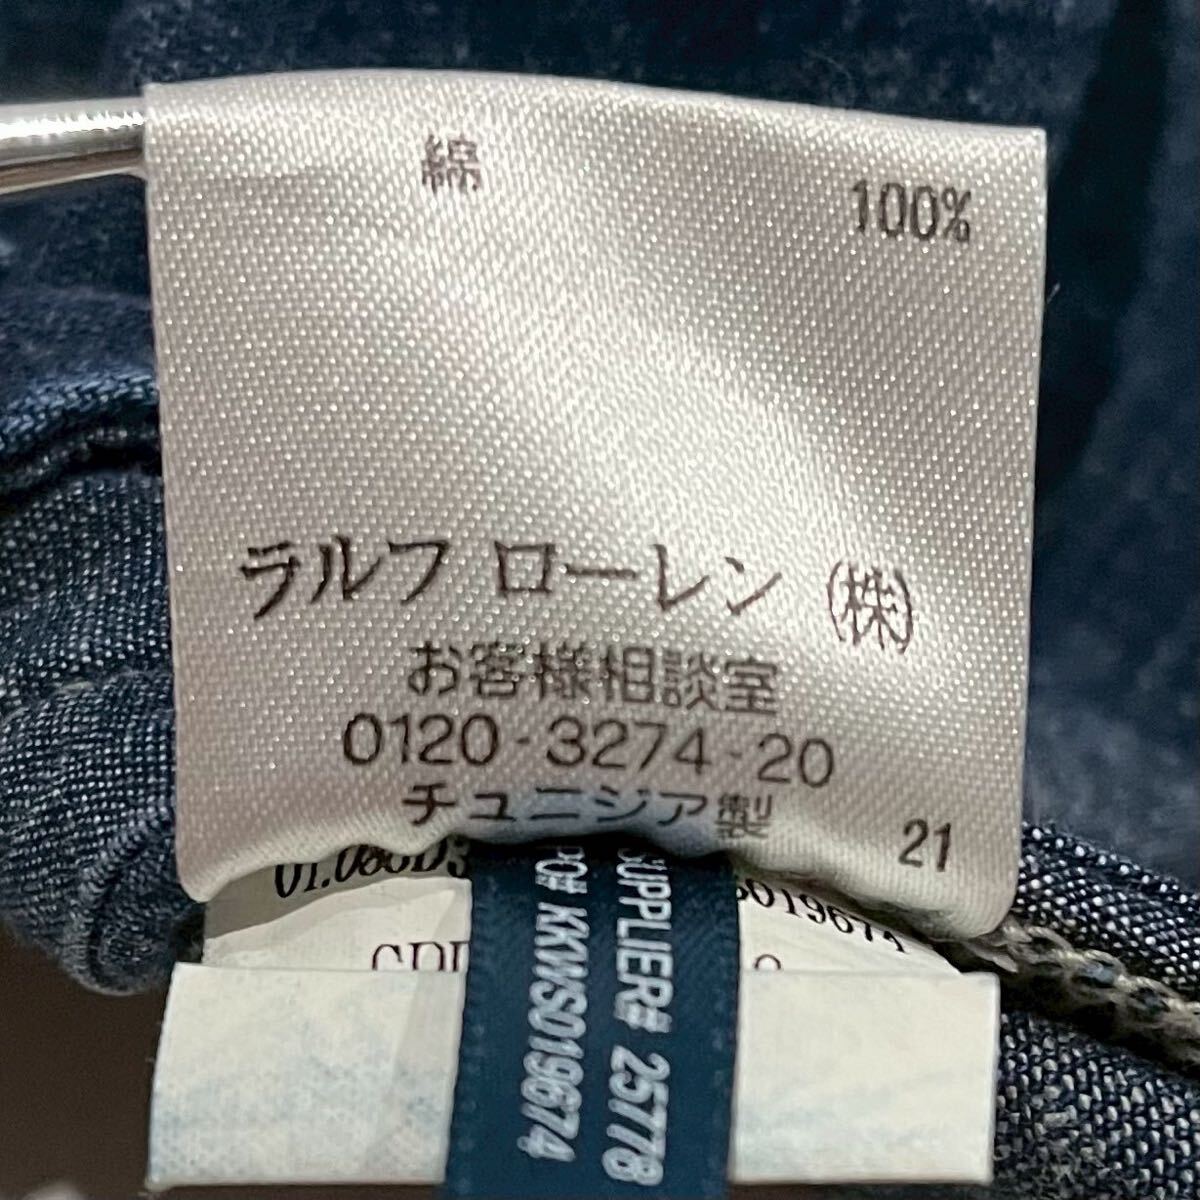 綿
100%
ラルフ ローレン ㈱
お客様相談室
0120-3274-20
チュニジア製
21
SUPPLIER# 25778
PO# KKWS019674